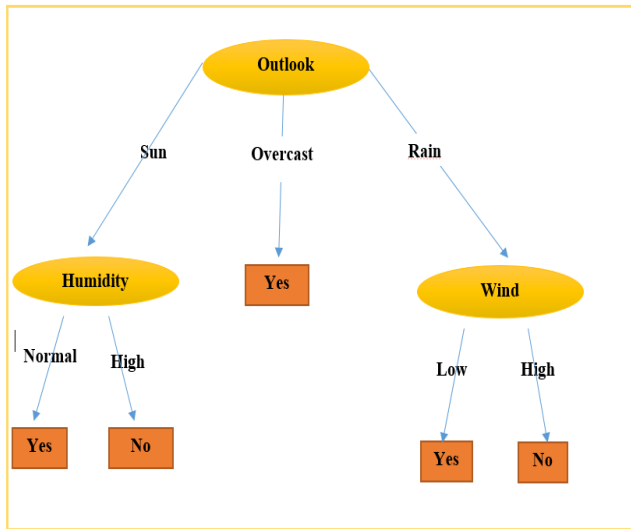 Outlook
Sun
Overcast
Rain
Humidity
Yes
Wind
Normal
High
Low
High
Yes
No
Yes
No